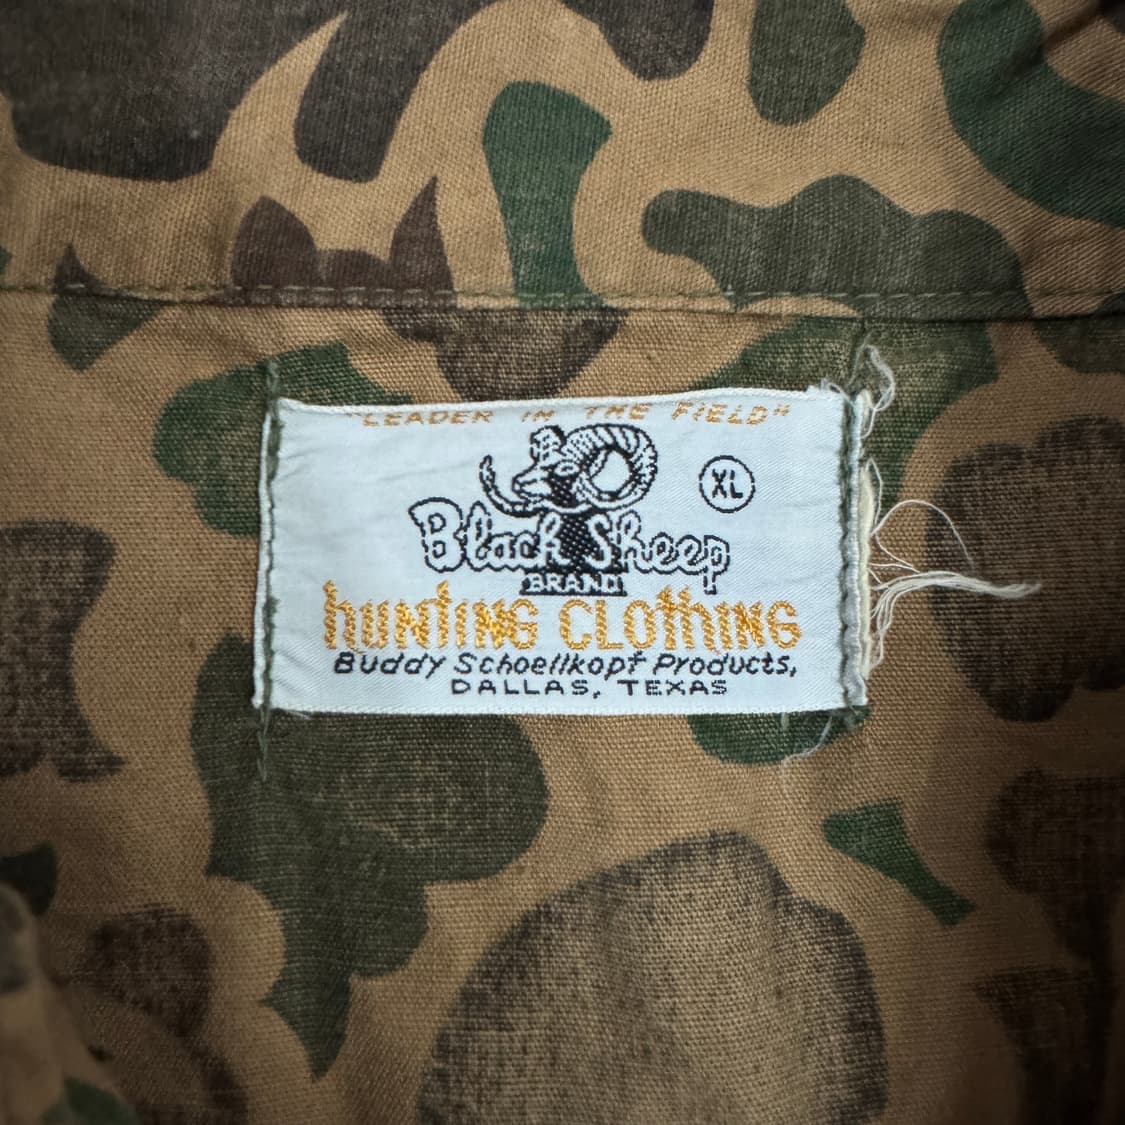 "LEADER IN THE FIELD"
XL
Black Sheep
BRAND
HUNTING CLOTHING
Buddy Schoellkopf Products,
DALLAS, TEXAS